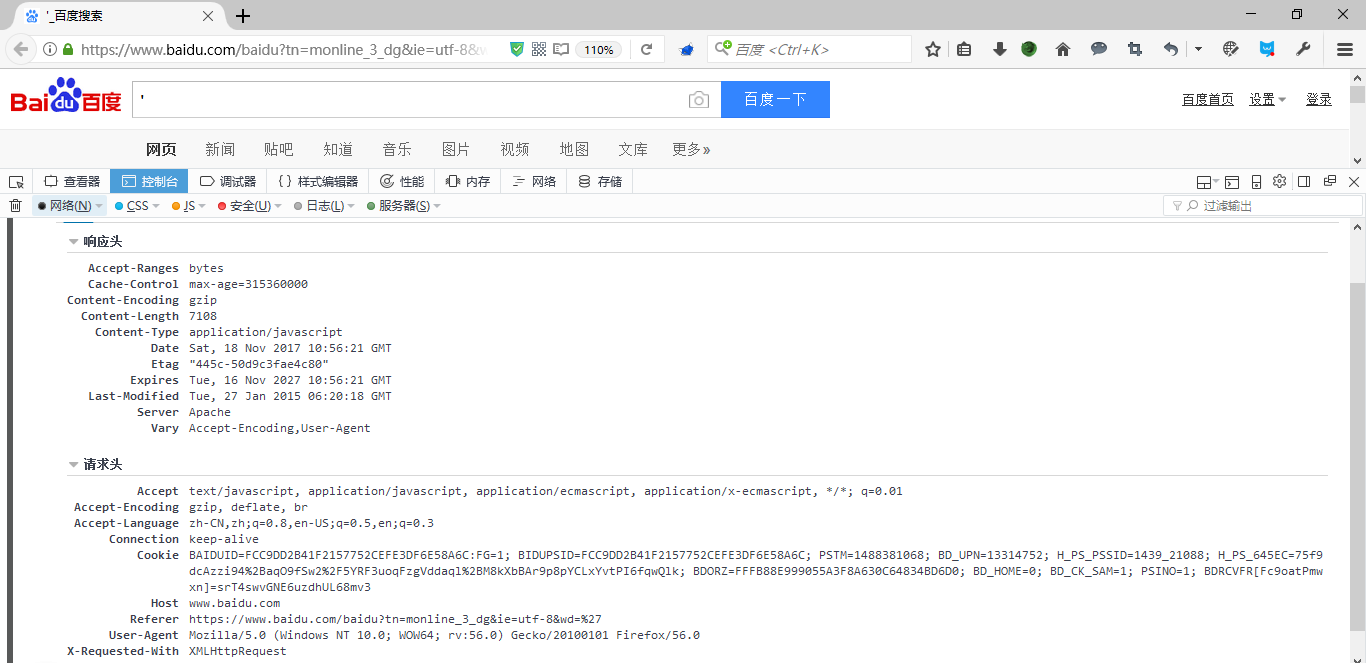 '_百度搜索
https://www.baidu.com/baidu?tn=monline_3_dg&ie=utf-8&w
110%
百度 <Ctrl+K>
Bai du 百度
'
百度一下
百度首页 设置 登录
网页 新闻 贴吧 知道 音乐 图片 视频 地图 文库 更多»
查看器 控制台 调试器 {} 样式编辑器 性能 内存 网络 存储
网络(N) CSS JS 安全(U) 日志(L) 服务器(S) 过滤输出
响应头
Accept-Ranges bytes
Cache-Control max-age=315360000
Content-Encoding gzip
Content-Length 7108
Content-Type application/javascript
Date Sat, 18 Nov 2017 10:56:21 GMT
Etag "445c-50d9c3fae4c80"
Expires Tue, 16 Nov 2027 10:56:21 GMT
Last-Modified Tue, 27 Jan 2015 06:20:18 GMT
Server Apache
Vary Accept-Encoding,User-Agent
请求头
Accept text/javascript, application/javascript, application/ecmascript, application/x-ecmascript, */*; q=0.01
Accept-Encoding gzip, deflate, br
Accept-Language zh-CN,zh;q=0.8,en-US;q=0.5,en;q=0.3
Connection keep-alive
Cookie BAIDUID=FCC9DD2B41F2157752CEFE3DF6E58A6C:FG=1; BIDUPSID=FCC9DD2B41F2157752CEFE3DF6E58A6C; PSTM=1488381068; BD_UPN=13314752; H_PS_PSSID=1439_21088; H_PS_645EC=75f9
dcAzzi94%2BaqO9fSw2%2F5YRF3uoqFzgVddaql%2BM8kXbBAr9p8pYCLxYvtPI6fqwQlk; BDORZ=FFFB88E999055A3F8A630C64834BD6D0; BD_HOME=0; BD_CK_SAM=1; PSINO=1; BDRCVFR[Fc9oatPmw
xn]=srT4swvGNE6uzdhUL68mv3
Host www.baidu.com
Referer https://www.baidu.com/baidu?tn=monline_3_dg&ie=utf-8&wd=%27
User-Agent Mozilla/5.0 (Windows NT 10.0; WOW64; rv:56.0) Gecko/20100101 Firefox/56.0
X-Requested-With XMLHttpRequest